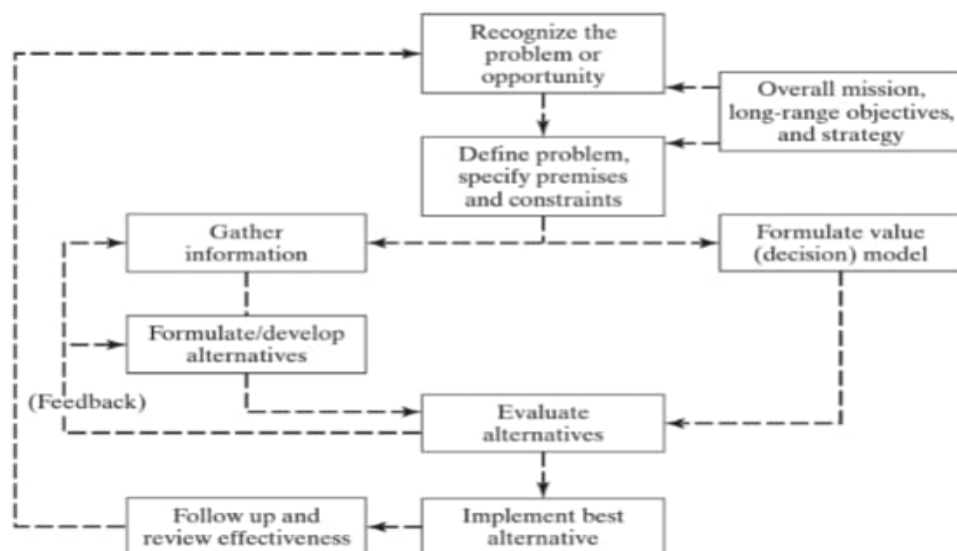 Recognize the
problem or
opportunity
Overall mission,
long-range objectives,
and strategy
Define problem,
specify premises
and constraints
Gather
information
Formulate value
(decision) model
Formulate/develop
alternatives
(Feedback)
Evaluate
alternatives
Follow up and
review effectiveness
Implement best
alternative